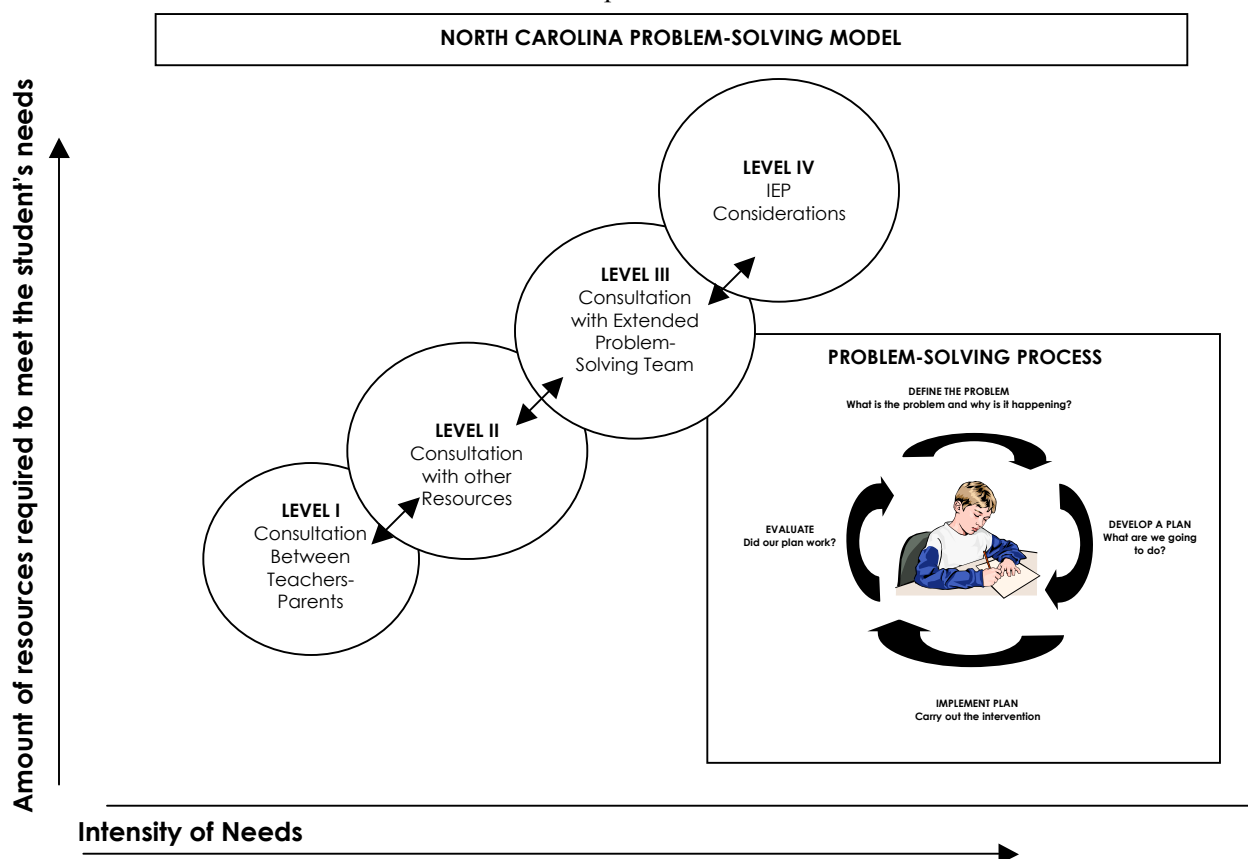 NORTH CAROLINA PROBLEM-SOLVING MODEL
Amount of resources required to meet the student's needs
LEVEL IV
IEP
Considerations
LEVEL III
Consultation
with Extended
Problem-
Solving Team
LEVEL II
Consultation
with other
Resources
LEVEL I
Consultation
Between
Teachers-
Parents
PROBLEM-SOLVING PROCESS
DEFINE THE PROBLEM
What is the problem and why is it happening?
DEVELOP A PLAN
What are we going
to do?
IMPLEMENT PLAN
Carry out the intervention
EVALUATE
Did our plan work?
Intensity of Needs